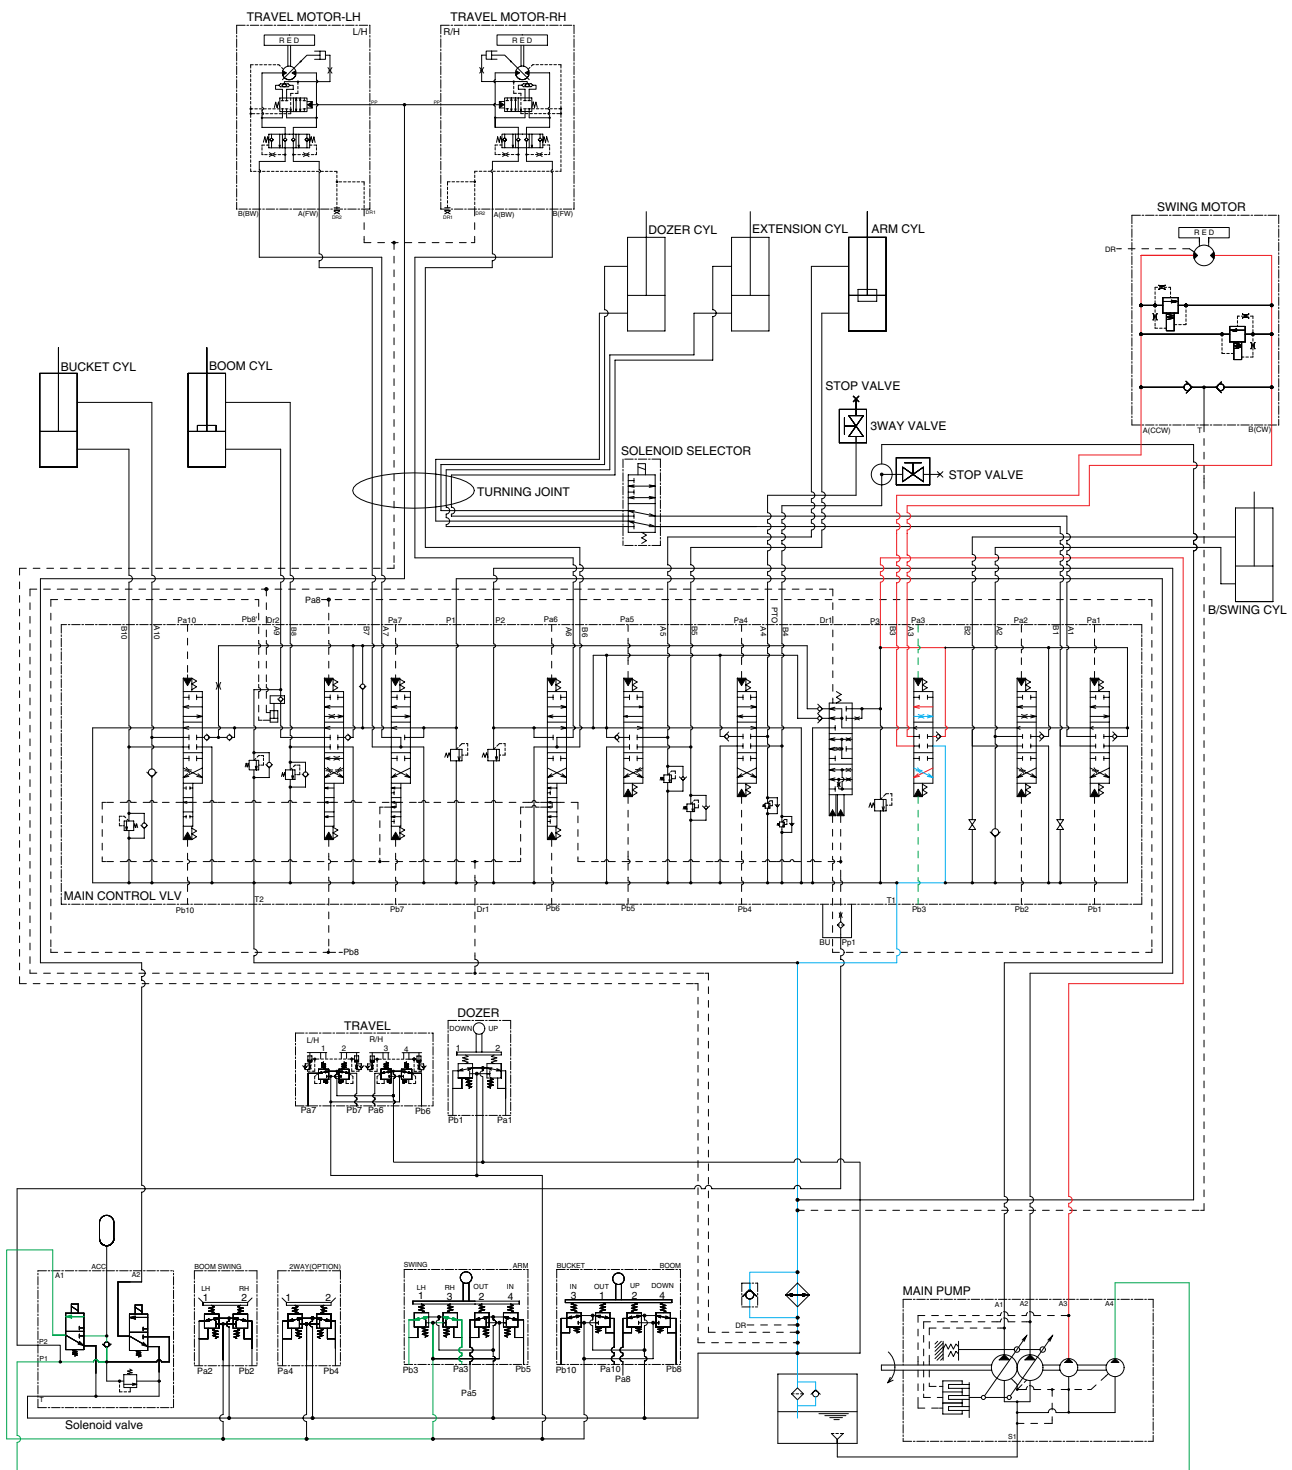 TRAVEL MOTOR-LH
TRAVEL MOTOR-RH
L/H
R/H
RED
RED
PP
PP
B(BW)
A(FW)
DR2
DR1
DR1
DR2
A(BW)
B(FW)
SWING MOTOR
RED
DR
A(CCW)
T
B(CW)
DOZER CYL
EXTENSION CYL
ARM CYL
BUCKET CYL
BOOM CYL
STOP VALVE
3WAY VALVE
SOLENOID SELECTOR
STOP VALVE
TURNING JOINT
B/SWING CYL
Pa8
B10
A10
Pa10
Pb8
Dr2
A9
B8
B7
A7
Pa7
P1
P2
Pa6
A6
B6
Pa5
A5
B5
Pa4
A4
PTO
B4
Dr1
P3
B3
A3
Pa3
B2
A2
Pa2
B1
A1
Pa1
MAIN CONTROL VLV
Pb10
T2
Pb7
Dr1
Pb6
Pb5
Pb4
T1
Pb3
Pb2
Pb1
BU
Pp1
Pb8
TRAVEL
L/H
R/H
1
2
3
4
Pa7
Pb7
Pa6
Pb6
DOZER
DOWN
UP
1
2
Pb1
Pa1
A1
ACC
A2
P2
P1
T
Solenoid valve
BOOM SWING
LH
RH
1
2
Pa2
Pb2
2WAY(OPTION)
1
2
Pa4
Pb4
SWING
ARM
LH
RH
OUT
IN
1
3
2
4
Pb3
Pa3
Pa5
Pb5
BUCKET
BOOM
IN
OUT
UP
DOWN
3
1
2
4
Pb10
Pa10
Pa8
Pb8
DR
MAIN PUMP
A1
A2
A3
A4
S1